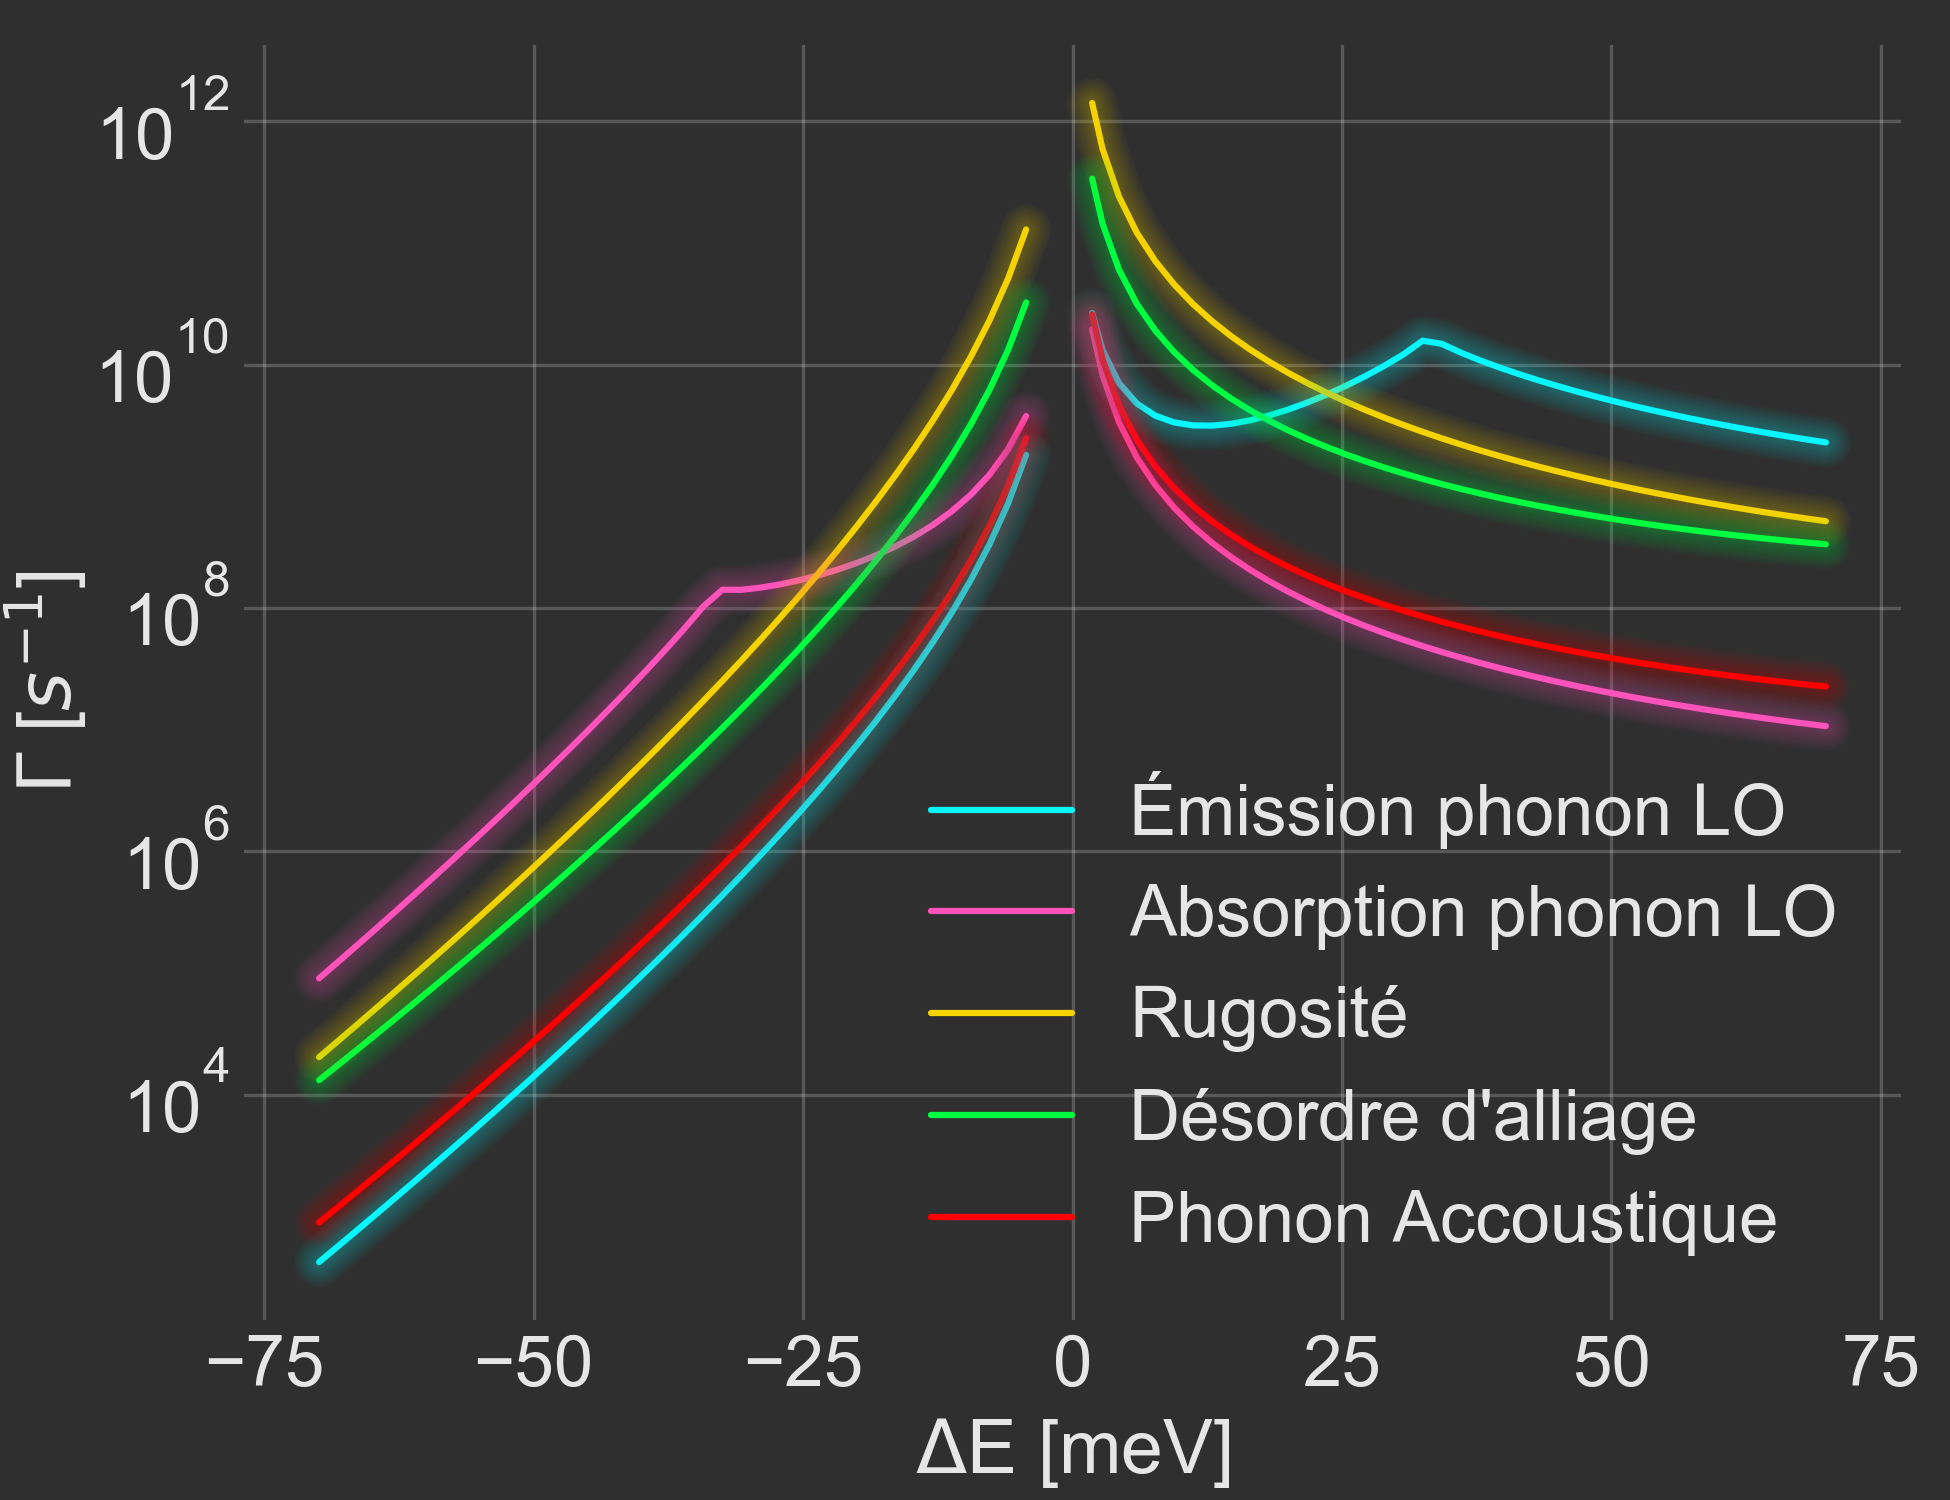 10^12
10^10
10^8
10^6
10^4
Γ [s^−1]
−75 −50 −25 0 25 50 75
ΔE [meV]
Émission phonon LO
Absorption phonon LO
Rugosité
Désordre d'alliage
Phonon Accoustique